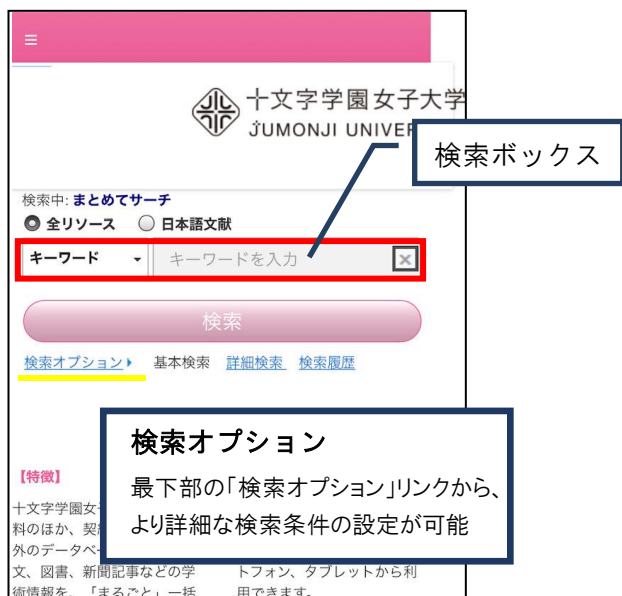 十文字学園女子大学
JUMONJI UNIVER
検索ボックス
検索中: まとめてサーチ
全リソース 日本語文献
キーワード キーワードを入力
検索
検索オプション 基本検索 詳細検索 検索履歴
検索オプション
最下部の「検索オプション」リンクから、
より詳細な検索条件の設定が可能
【特徴】
十文字学園女
料のほか、契
外のデータベ
文、図書、新聞記事などの学
術情報を、「まるごと」一括
トフォン、タブレットから利
用できます。